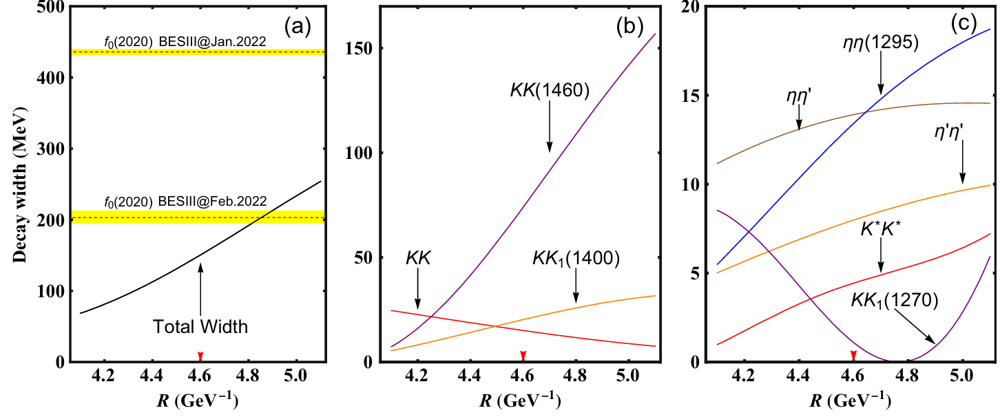 Decay width (MeV)
500
400
300
200
100
0
(a)
f₀(2020) BESIII@Jan.2022
f₀(2020) BESIII@Feb.2022
Total Width
4.2 4.4 4.6 4.8 5.0
R (GeV⁻¹)
150
100
50
0
(b)
KK(1460)
KK
KK₁(1400)
4.2 4.4 4.6 4.8 5.0
R (GeV⁻¹)
20
15
10
5
0
(c)
ηη(1295)
ηη'
η'η'
K*K*
KK₁(1270)
4.2 4.4 4.6 4.8 5.0
R (GeV⁻¹)